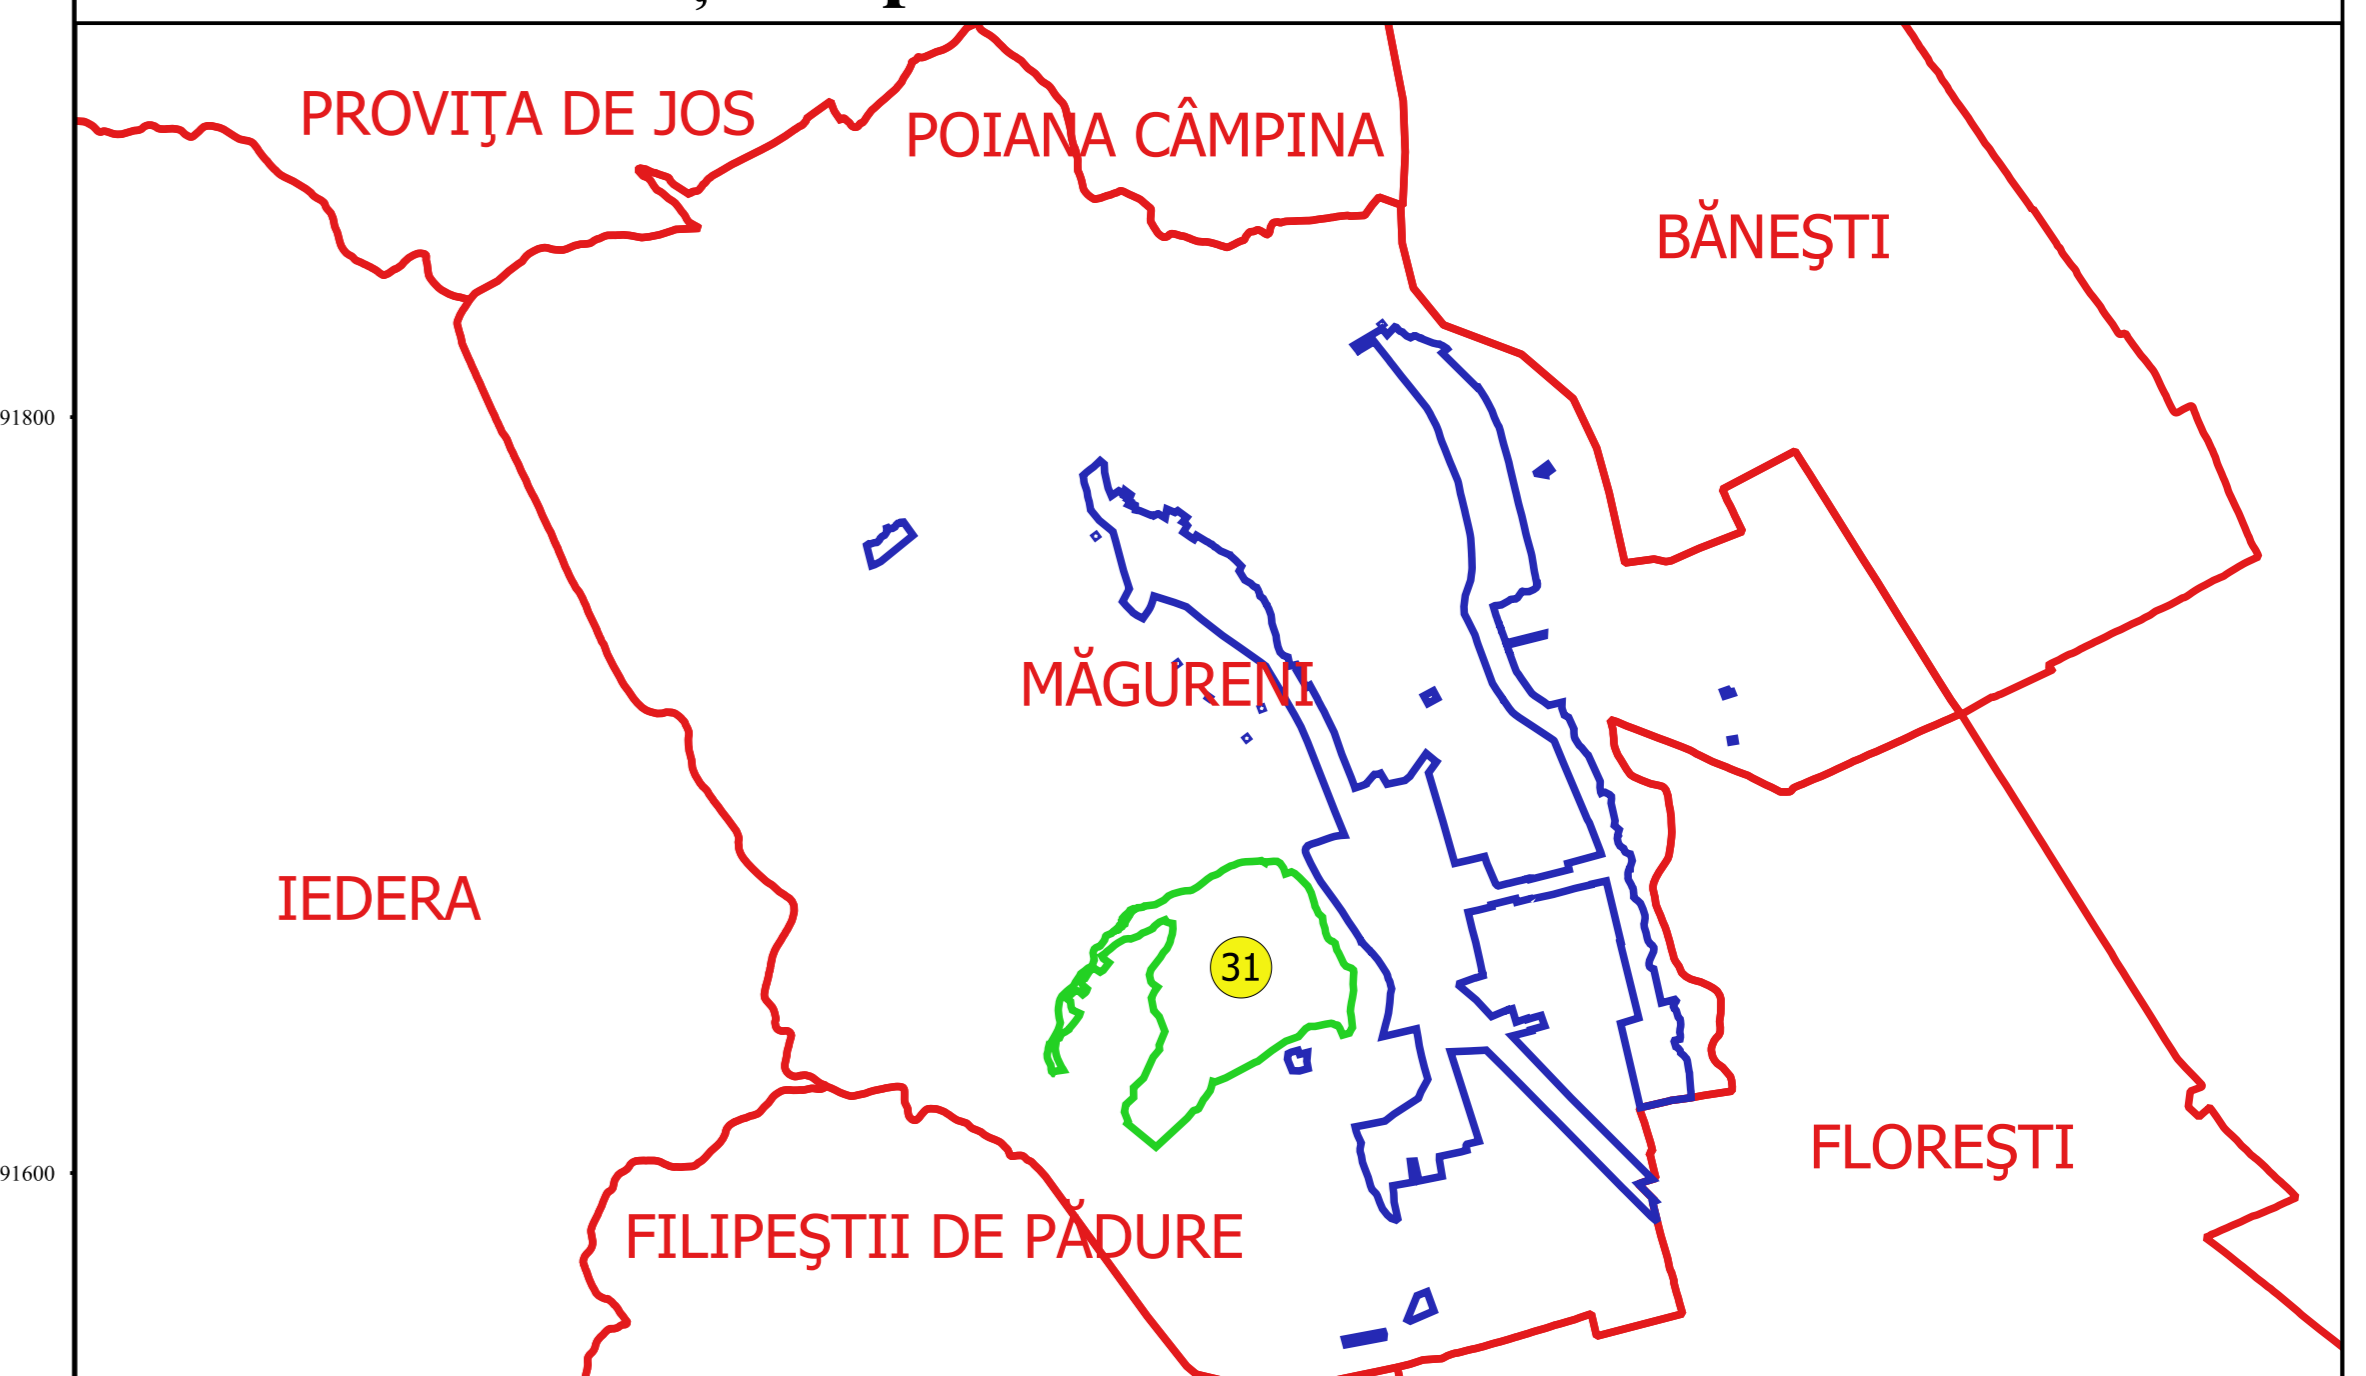 PROVIŢA DE JOS
POIANA CÂMPINA
BĂNEŞTI
91800
MĂGURENI
IEDERA
31
FLOREŞTI
91600
FILIPEŞTII DE PĂDURE